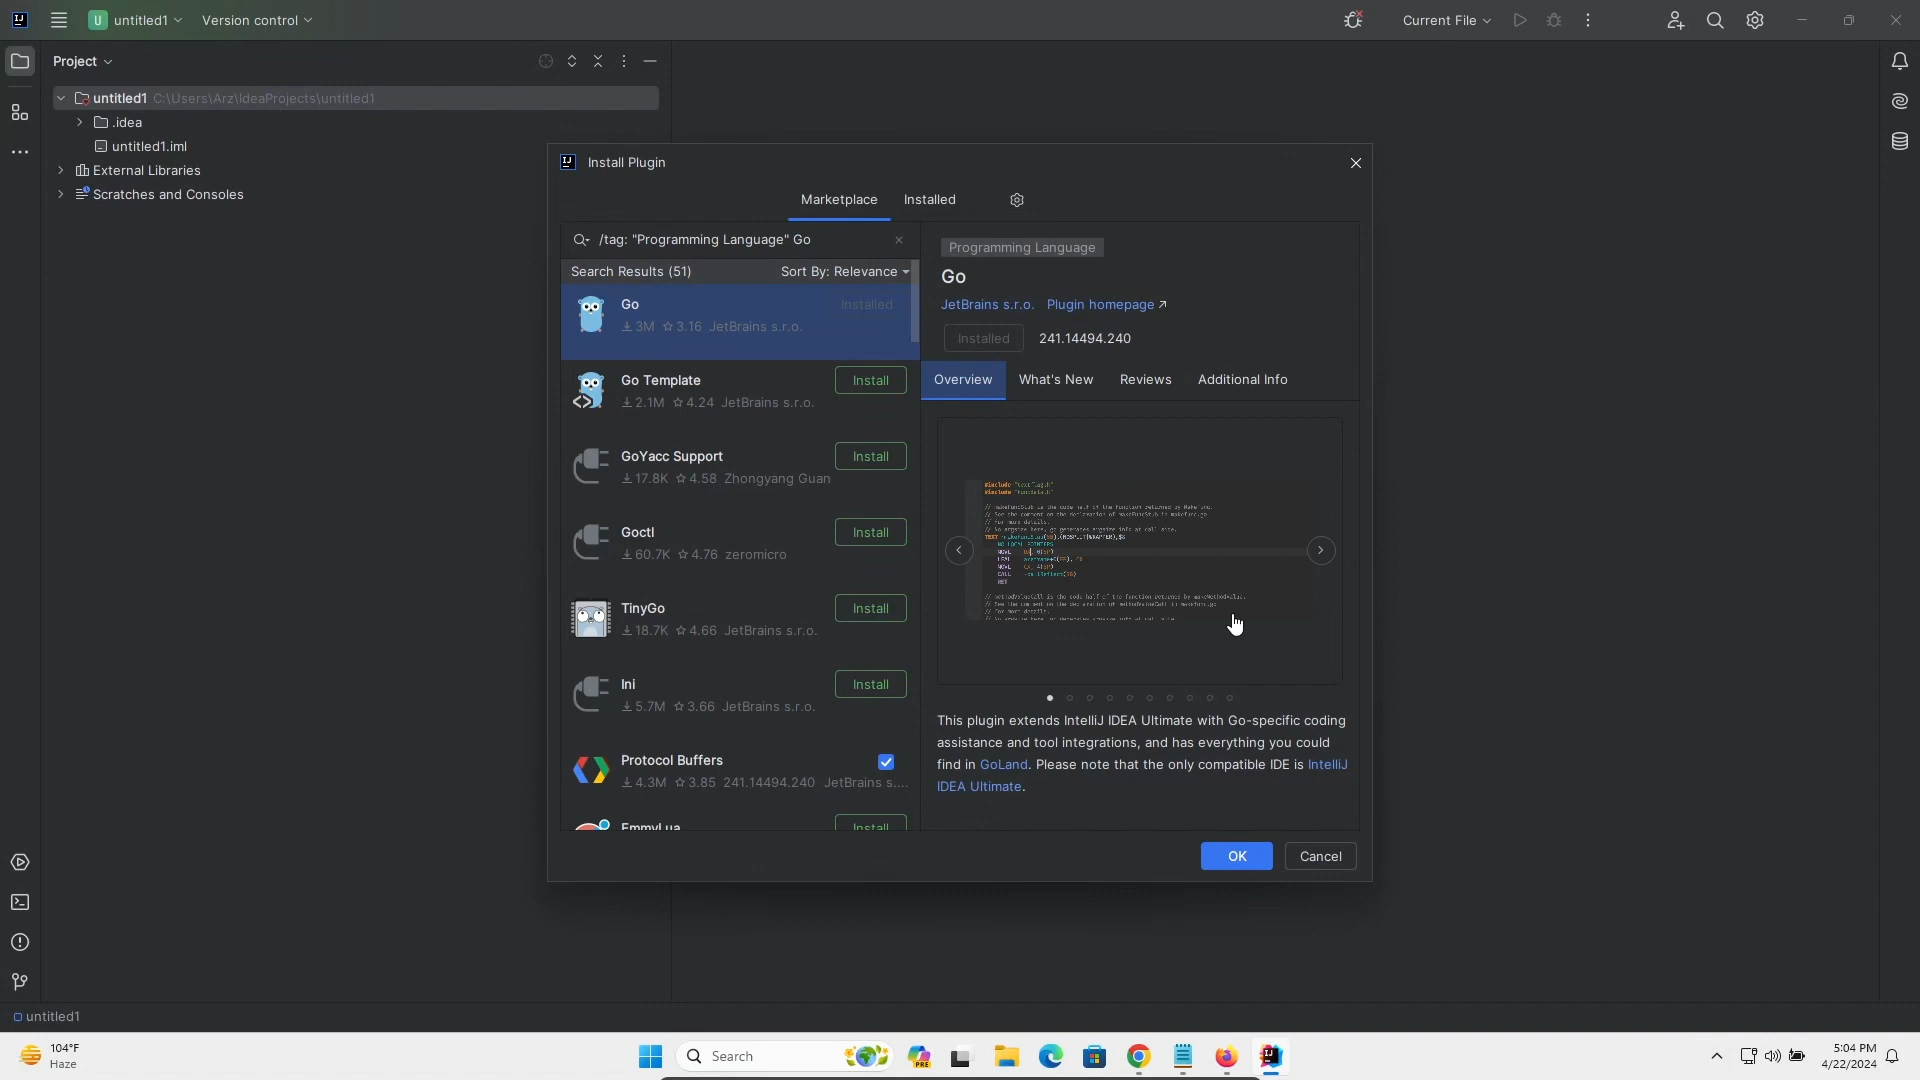 untitled1
Version control
Current File
Project
untitled1 C:\Users\Arz\IdeaProjects\untitled1
.idea
untitled1.iml
External Libraries
Scratches and Consoles
Install Plugin
Marketplace Installed
/tag: "Programming Language" Go
Search Results (51) Sort By: Relevance
Go Installed
3M 3.16 JetBrains s.r.o.
Go Template Install
2.1M 4.24 JetBrains s.r.o.
GoYacc Support Install
17.8K 4.58 Zhongyang Guan
Goctl Install
60.7K 4.76 zeromicro
TinyGo Install
18.7K 4.66 JetBrains s.r.o.
Ini Install
5.7M 3.66 JetBrains s.r.o.
Protocol Buffers
4.3M 3.85 241.14494.240 JetBrains s....
EmmyLua Install
Programming Language
Go
JetBrains s.r.o. Plugin homepage ↗
Installed 241.14494.240
Overview What's New Reviews Additional Info
This plugin extends IntelliJ IDEA Ultimate with Go-specific coding
assistance and tool integrations, and has everything you could
find in GoLand. Please note that the only compatible IDE is IntelliJ
IDEA Ultimate.
OK Cancel
untitled1
104°F
Haze
Search
PRE
5:04 PM
4/22/2024